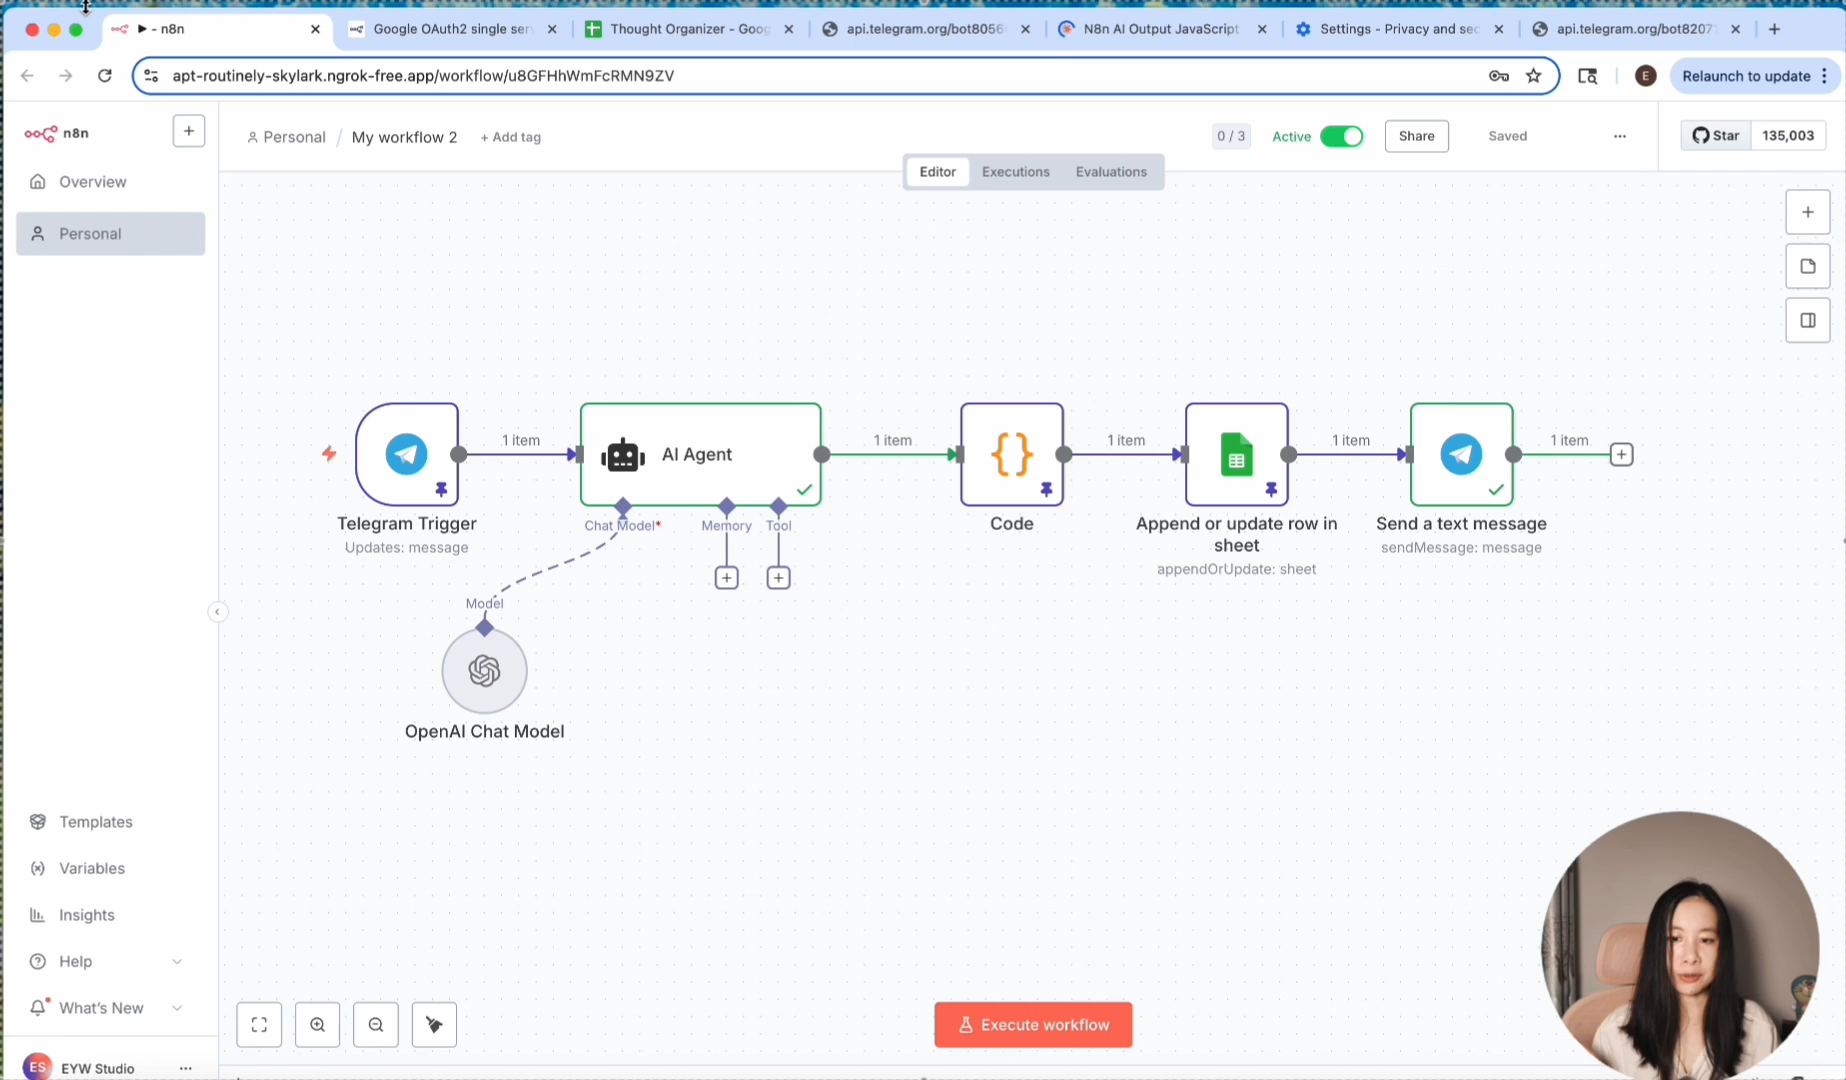 - n8n
Google OAuth2 single ser
Thought Organizer - Goog
api.telegram.org/bot8056
N8n AI Output JavaScript
Settings - Privacy and sec
api.telegram.org/bot8207
apt-routinely-skylark.ngrok-free.app/workflow/u8GFHhWmFcRMN9ZV
E
Relaunch to update
n8n
Personal / My workflow 2 + Add tag
0 / 3
Active
Share
Saved
Star 135,003
Editor
Executions
Evaluations
Overview
Personal
1 item
AI Agent
1 item
1 item
1 item
1 item
Telegram Trigger
Updates: message
Chat Model*
Memory
Tool
Code
Append or update row in
sheet
appendOrUpdate: sheet
Send a text message
sendMessage: message
Model
OpenAI Chat Model
Templates
Variables
Insights
Help
What's New
ES
EYW Studio
Execute workflow